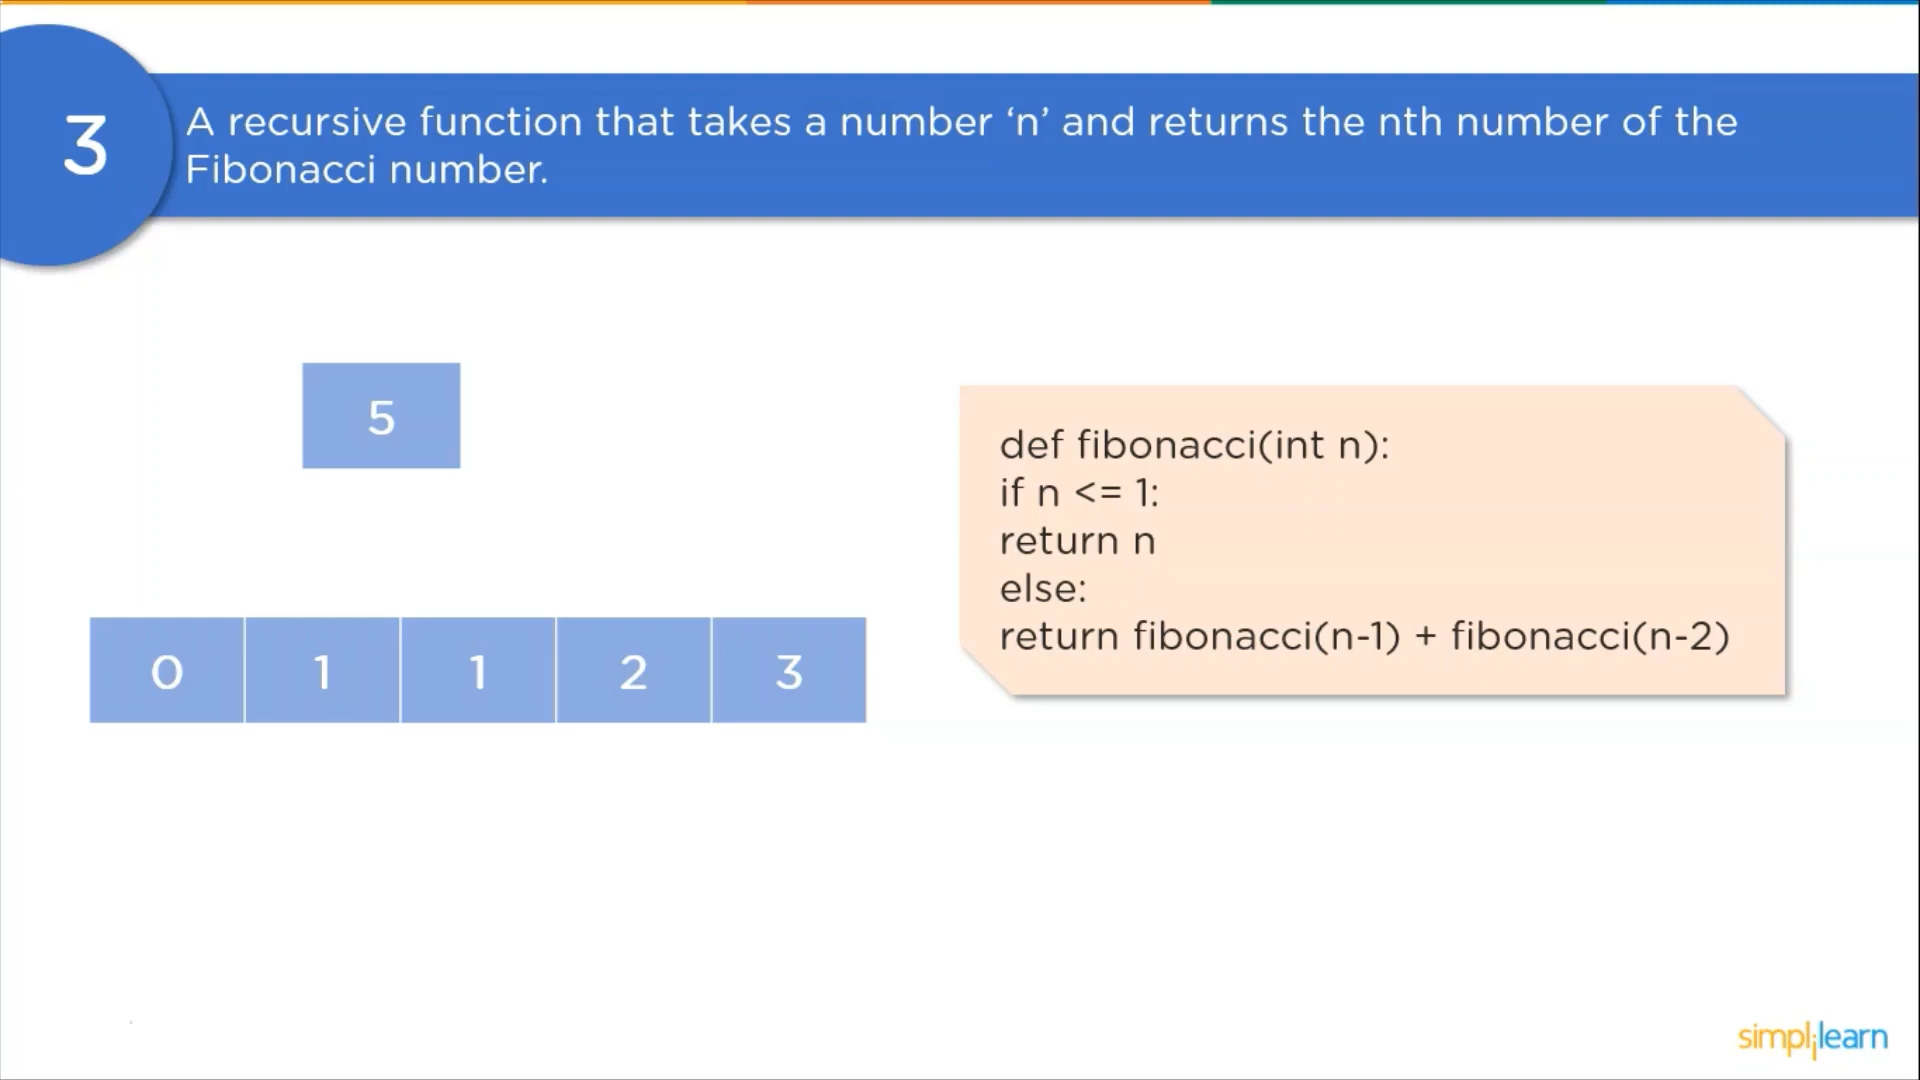 3
A recursive function that takes a number ‘n’ and returns the nth number of the
Fibonacci number.
5
0 1 1 2 3
def fibonacci(int n):
if n <= 1:
return n
else:
return fibonacci(n-1) + fibonacci(n-2)
simplilearn